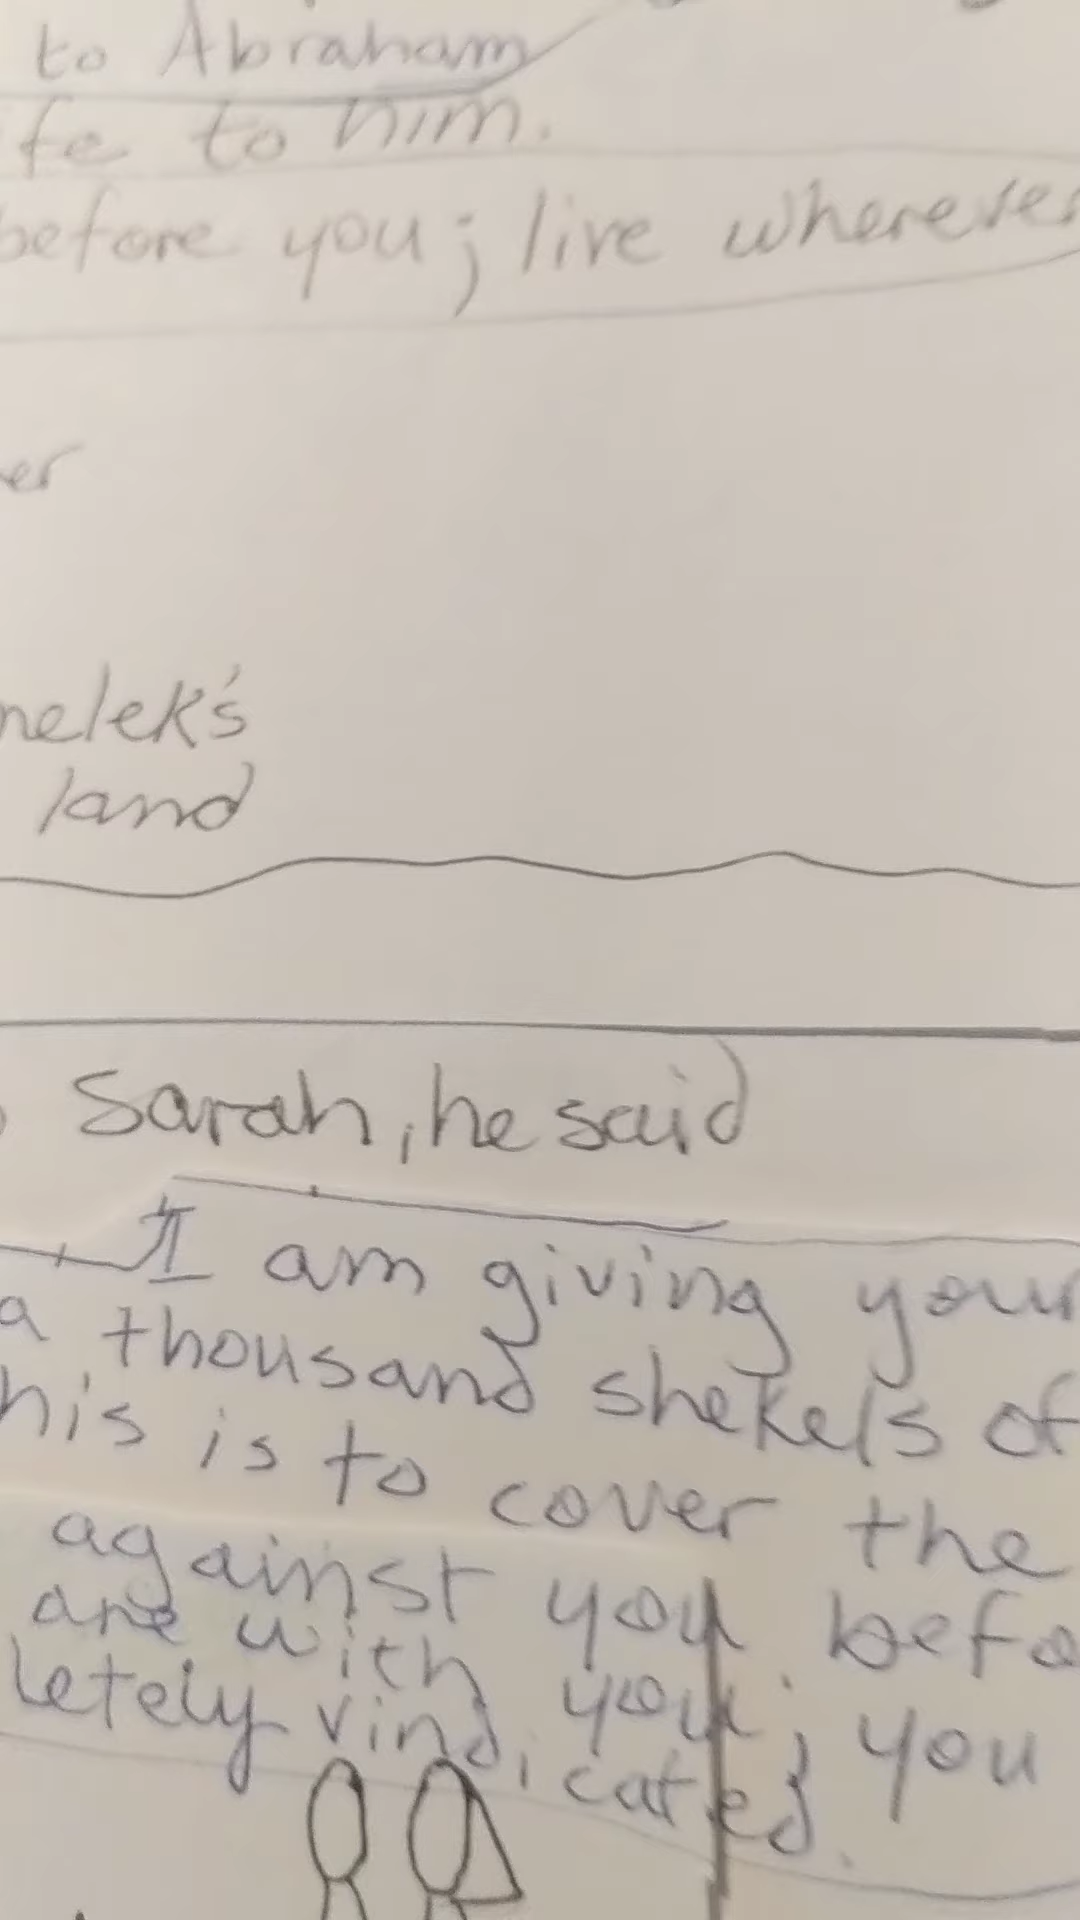 to Abraham
fe to him.
before you; live wherever
er
melek's
land
Sarah, he said
I am giving your
a thousand shekels of
his is to cover the
against you befo
are with you; you
letely vindicated.